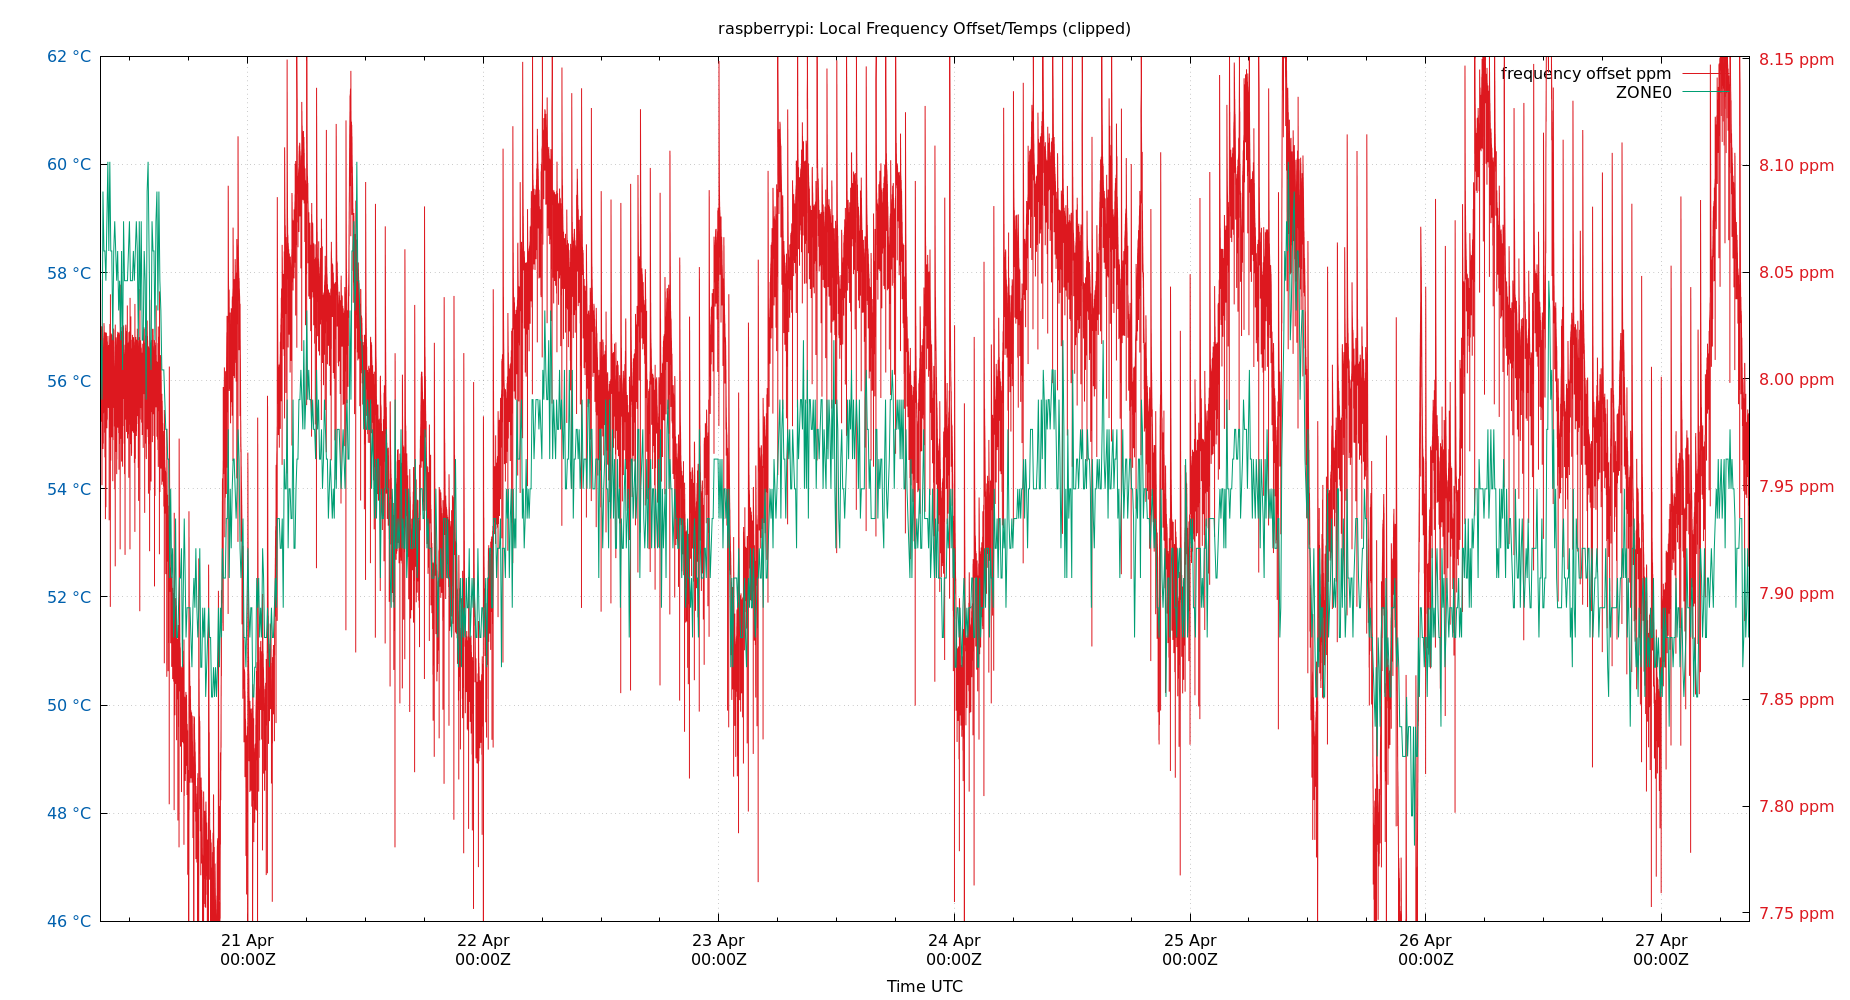 raspberrypi: Local Frequency Offset/Temps (clipped)
62 °C
60 °C
58 °C
56 °C
54 °C
52 °C
50 °C
48 °C
46 °C
8.15 ppm
8.10 ppm
8.05 ppm
8.00 ppm
7.95 ppm
7.90 ppm
7.85 ppm
7.80 ppm
7.75 ppm
frequency offset ppm
ZONE0
21 Apr
00:00Z
22 Apr
00:00Z
23 Apr
00:00Z
24 Apr
00:00Z
25 Apr
00:00Z
26 Apr
00:00Z
27 Apr
00:00Z
Time UTC